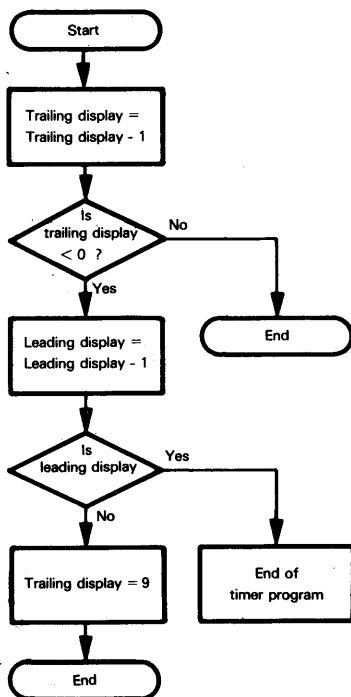 Start
Trailing display =
Trailing display - 1
Is
trailing display
< 0 ?
No
Yes
End
Leading display =
Leading display - 1
Is
leading display
Yes
No
Trailing display = 9
End of
timer program
End